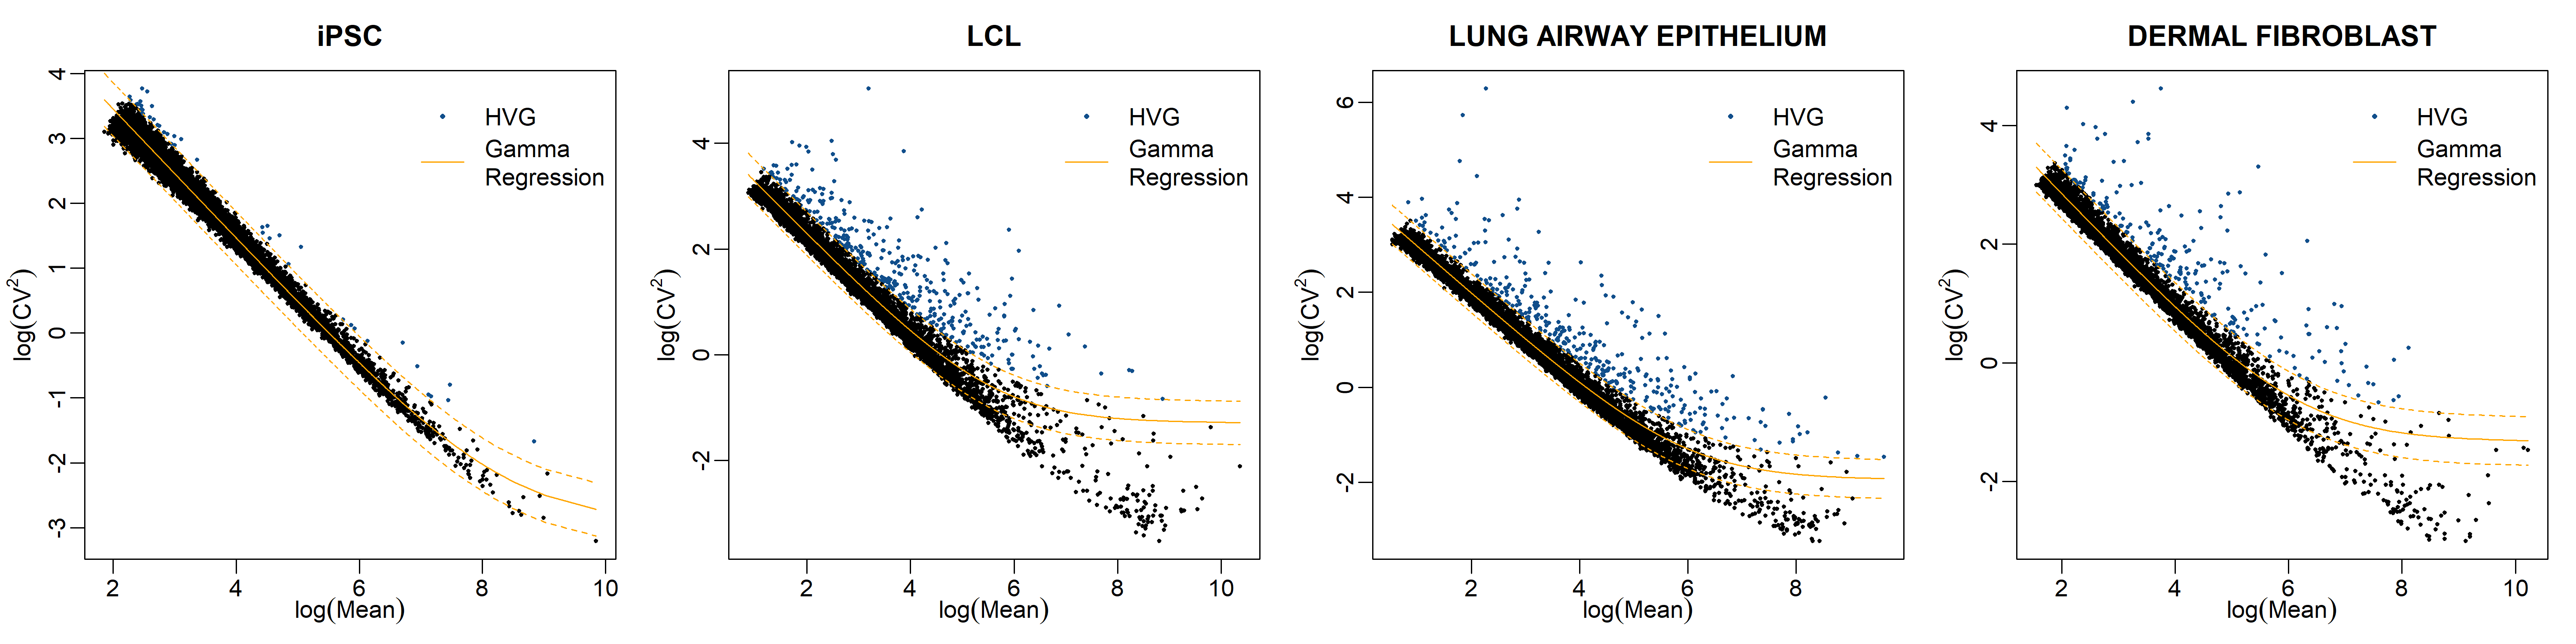 iPSC
4
3
2
1
0
-1
-2
-3
log(CV²)
HVG
Gamma
Regression
2 4 6 8 10
log(Mean)
LCL
4
2
0
-2
log(CV²)
HVG
Gamma
Regression
2 4 6 8 10
log(Mean)
LUNG AIRWAY EPITHELIUM
6
4
2
0
-2
log(CV²)
HVG
Gamma
Regression
2 4 6 8
log(Mean)
DERMAL FIBROBLAST
4
2
0
-2
log(CV²)
HVG
Gamma
Regression
2 4 6 8 10
log(Mean)